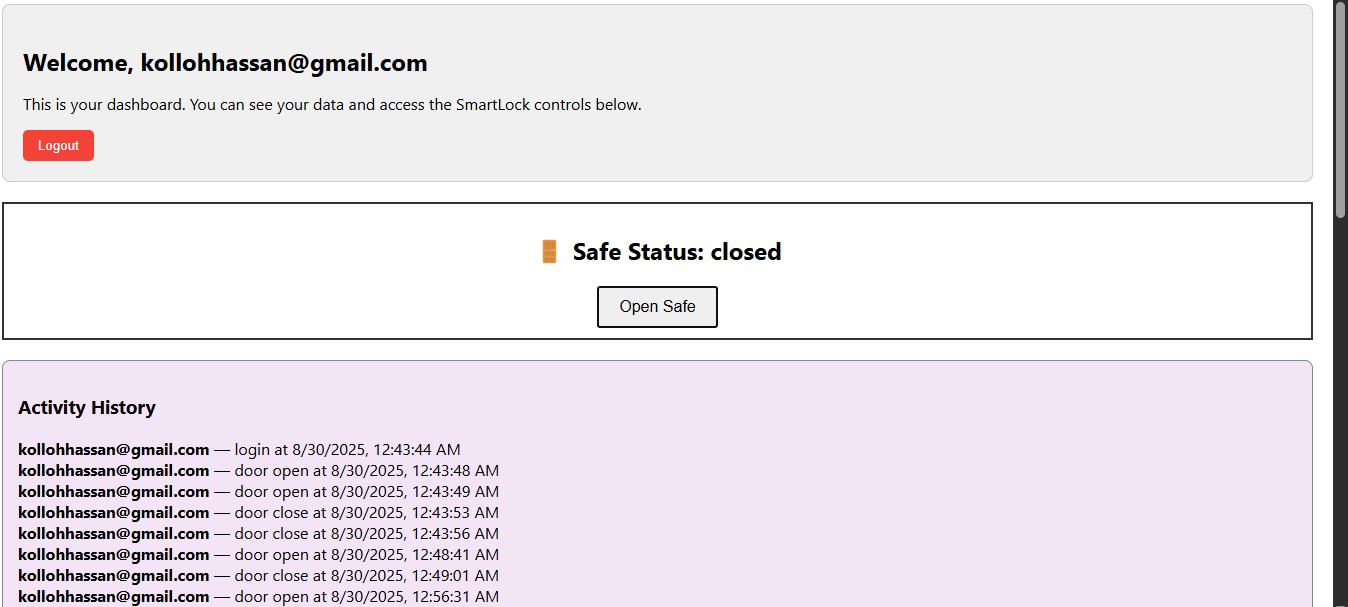 Welcome, kollohhassan@gmail.com
This is your dashboard. You can see your data and access the SmartLock controls below.
Logout
Safe Status: closed
Open Safe
Activity History
kollohhassan@gmail.com — login at 8/30/2025, 12:43:44 AM
kollohhassan@gmail.com — door open at 8/30/2025, 12:43:48 AM
kollohhassan@gmail.com — door open at 8/30/2025, 12:43:49 AM
kollohhassan@gmail.com — door close at 8/30/2025, 12:43:53 AM
kollohhassan@gmail.com — door close at 8/30/2025, 12:43:56 AM
kollohhassan@gmail.com — door open at 8/30/2025, 12:48:41 AM
kollohhassan@gmail.com — door close at 8/30/2025, 12:49:01 AM
kollohhassan@gmail.com — door open at 8/30/2025, 12:56:31 AM